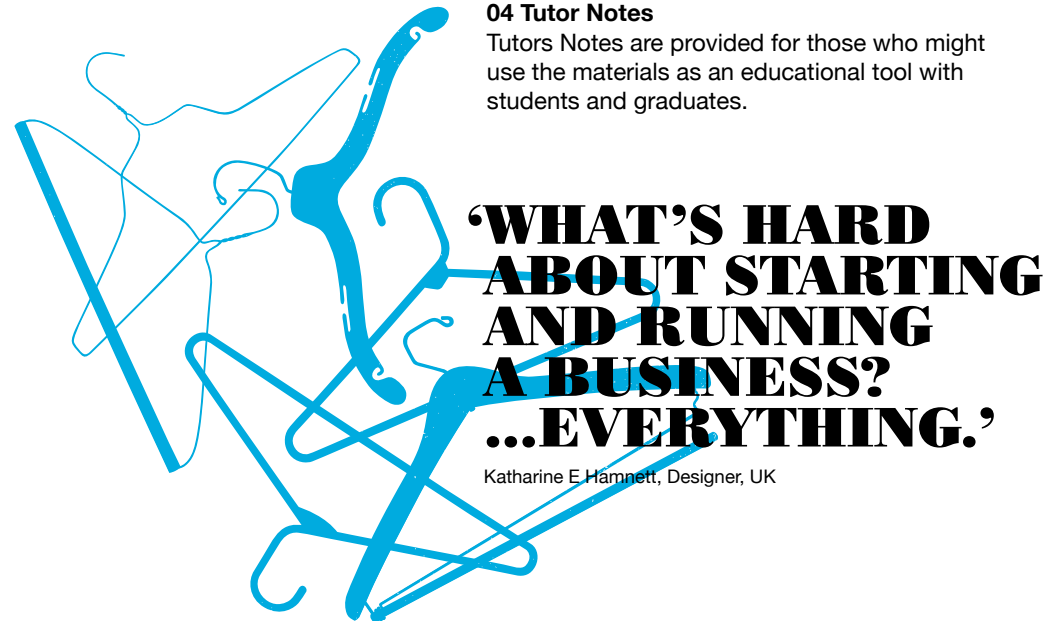 04 Tutor Notes
Tutors Notes are provided for those who might
use the materials as an educational tool with
students and graduates.
‘WHAT’S HARD
ABOUT STARTING
AND RUNNING
A BUSINESS?
...EVERYTHING.’
Katharine E Hamnett, Designer, UK